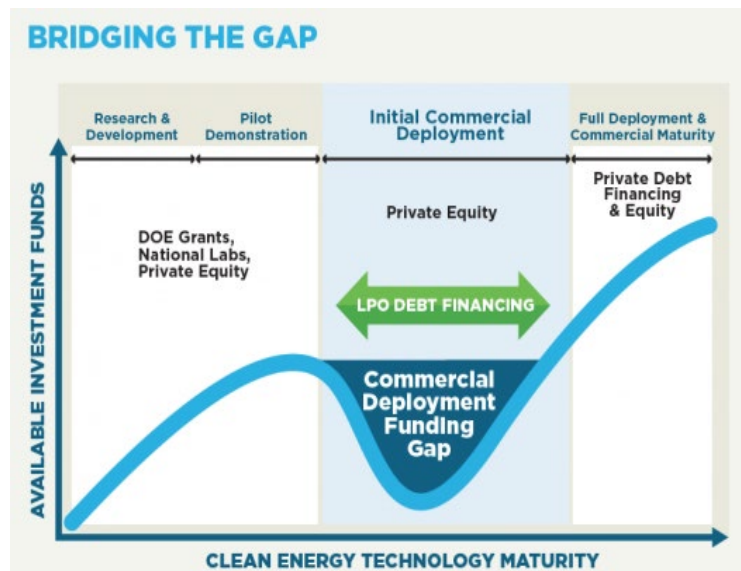 BRIDGING THE GAP
Research &
Development
Pilot
Demonstration
Initial Commercial
Deployment
Full Deployment &
Commercial Maturity
DOE Grants,
National Labs,
Private Equity
Private Equity
Private Debt
Financing
& Equity
LPO DEBT FINANCING
Commercial
Deployment
Funding
Gap
AVAILABLE INVESTMENT FUNDS
CLEAN ENERGY TECHNOLOGY MATURITY